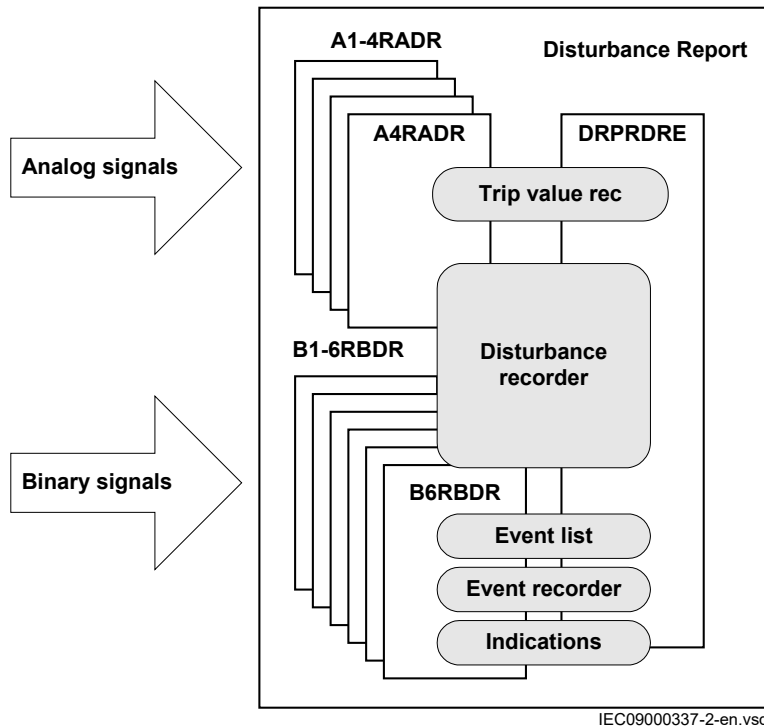 A1-4RADR
Disturbance Report
A4RADR
DRPRDRE
Analog signals
Trip value rec
B1-6RBDR
Disturbance
recorder
Binary signals
B6RBDR
Event list
Event recorder
Indications
IEC09000337-2-en.vsd